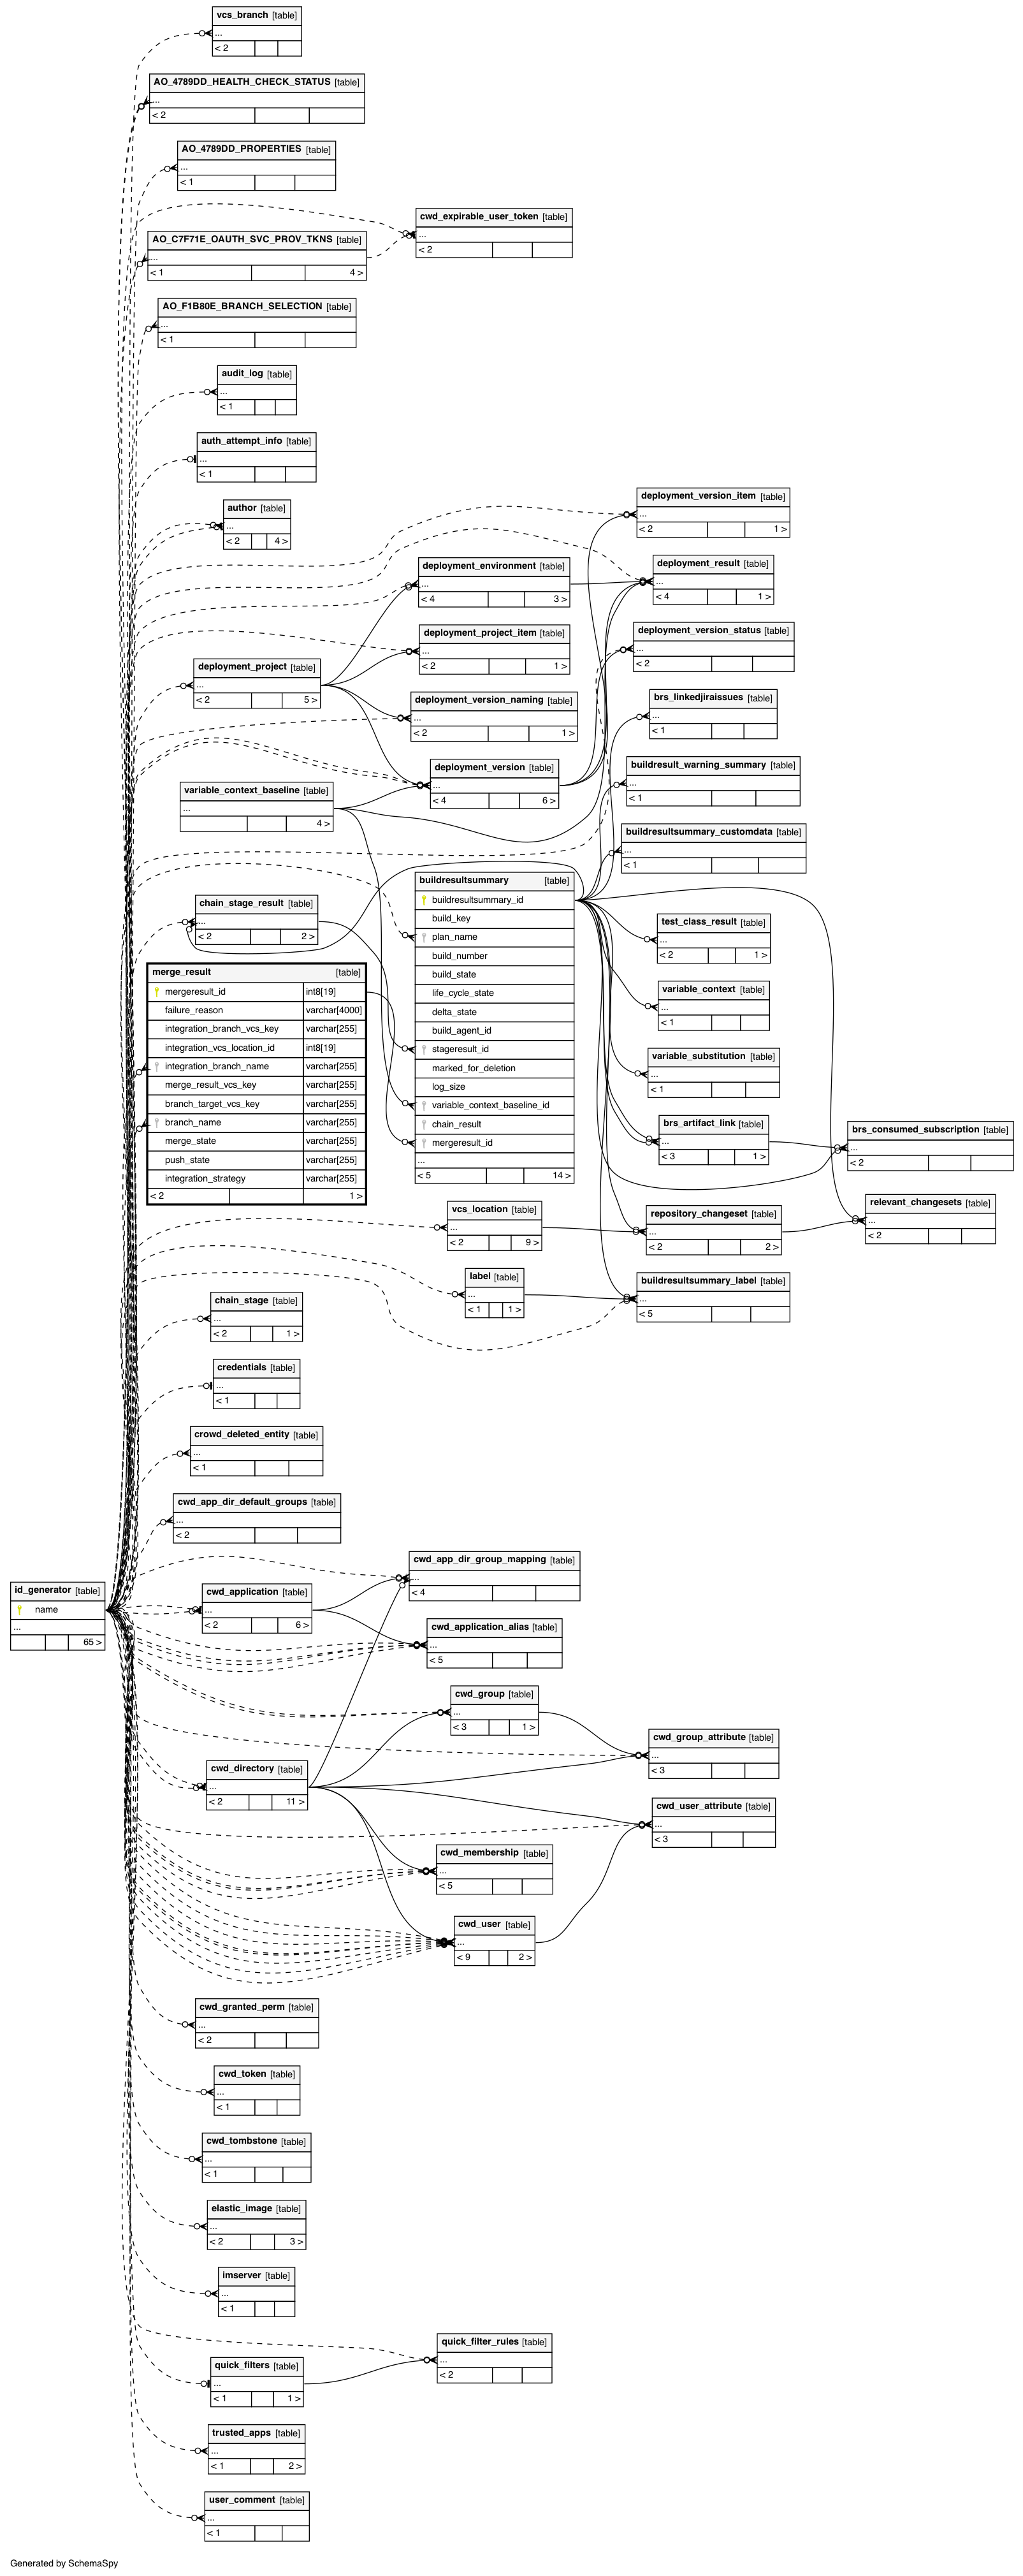 vcs_branch [table]
...
< 2
AO_4789DD_HEALTH_CHECK_STATUS [table]
...
< 2
AO_4789DD_PROPERTIES [table]
...
< 1
cwd_expirable_user_token [table]
...
< 2
AO_C7F71E_OAUTH_SVC_PROV_TKNS [table]
...
< 1 4 >
AO_F1B80E_BRANCH_SELECTION [table]
...
< 1
audit_log [table]
...
< 1
auth_attempt_info [table]
...
< 1
author [table]
...
< 2 4 >
deployment_version_item [table]
...
< 2 1 >
deployment_environment [table]
...
< 4 3 >
deployment_result [table]
...
< 4 1 >
deployment_project_item [table]
...
< 2 1 >
deployment_version_status [table]
...
< 2
deployment_project [table]
...
< 2 5 >
deployment_version_naming [table]
...
< 2 1 >
brs_linkedjiraissues [table]
...
< 1
deployment_version [table]
...
< 4 6 >
buildresult_warning_summary [table]
...
< 1
variable_context_baseline [table]
...
4 >
buildresultsummary_customdata [table]
...
< 1
buildresultsummary [table]
buildresultsummary_id
build_key
plan_name
build_number
build_state
life_cycle_state
delta_state
build_agent_id
stageresult_id
marked_for_deletion
log_size
variable_context_baseline_id
chain_result
mergeresult_id
...
< 5 14 >
chain_stage_result [table]
...
< 2 2 >
merge_result [table]
mergeresult_id int8[19]
failure_reason varchar[4000]
integration_branch_vcs_key varchar[255]
integration_vcs_location_id int8[19]
integration_branch_name varchar[255]
merge_result_vcs_key varchar[255]
branch_target_vcs_key varchar[255]
branch_name varchar[255]
merge_state varchar[255]
push_state varchar[255]
integration_strategy varchar[255]
< 2 1 >
test_class_result [table]
...
< 2 1 >
variable_context [table]
...
< 1
variable_substitution [table]
...
< 1
brs_artifact_link [table]
...
< 3 1 >
brs_consumed_subscription [table]
...
< 2
vcs_location [table]
...
< 2 9 >
repository_changeset [table]
...
< 2 2 >
relevant_changesets [table]
...
< 2
label [table]
...
< 1 1 >
buildresultsummary_label [table]
...
< 5
chain_stage [table]
...
< 2 1 >
credentials [table]
...
< 1
crowd_deleted_entity [table]
...
< 1
cwd_app_dir_default_groups [table]
...
< 2
id_generator [table]
name
...
65 >
cwd_application [table]
...
< 2 6 >
cwd_app_dir_group_mapping [table]
...
< 4
cwd_application_alias [table]
...
< 5
cwd_group [table]
...
< 3 1 >
cwd_group_attribute [table]
...
< 3
cwd_directory [table]
...
< 2 11 >
cwd_user_attribute [table]
...
< 3
cwd_membership [table]
...
< 5
cwd_user [table]
...
< 9 2 >
cwd_granted_perm [table]
...
< 2
cwd_token [table]
...
< 1
cwd_tombstone [table]
...
< 1
elastic_image [table]
...
< 2 3 >
imserver [table]
...
< 1
quick_filter_rules [table]
...
< 2
quick_filters [table]
...
< 1 1 >
trusted_apps [table]
...
< 1 2 >
user_comment [table]
...
< 1
Generated by SchemaSpy